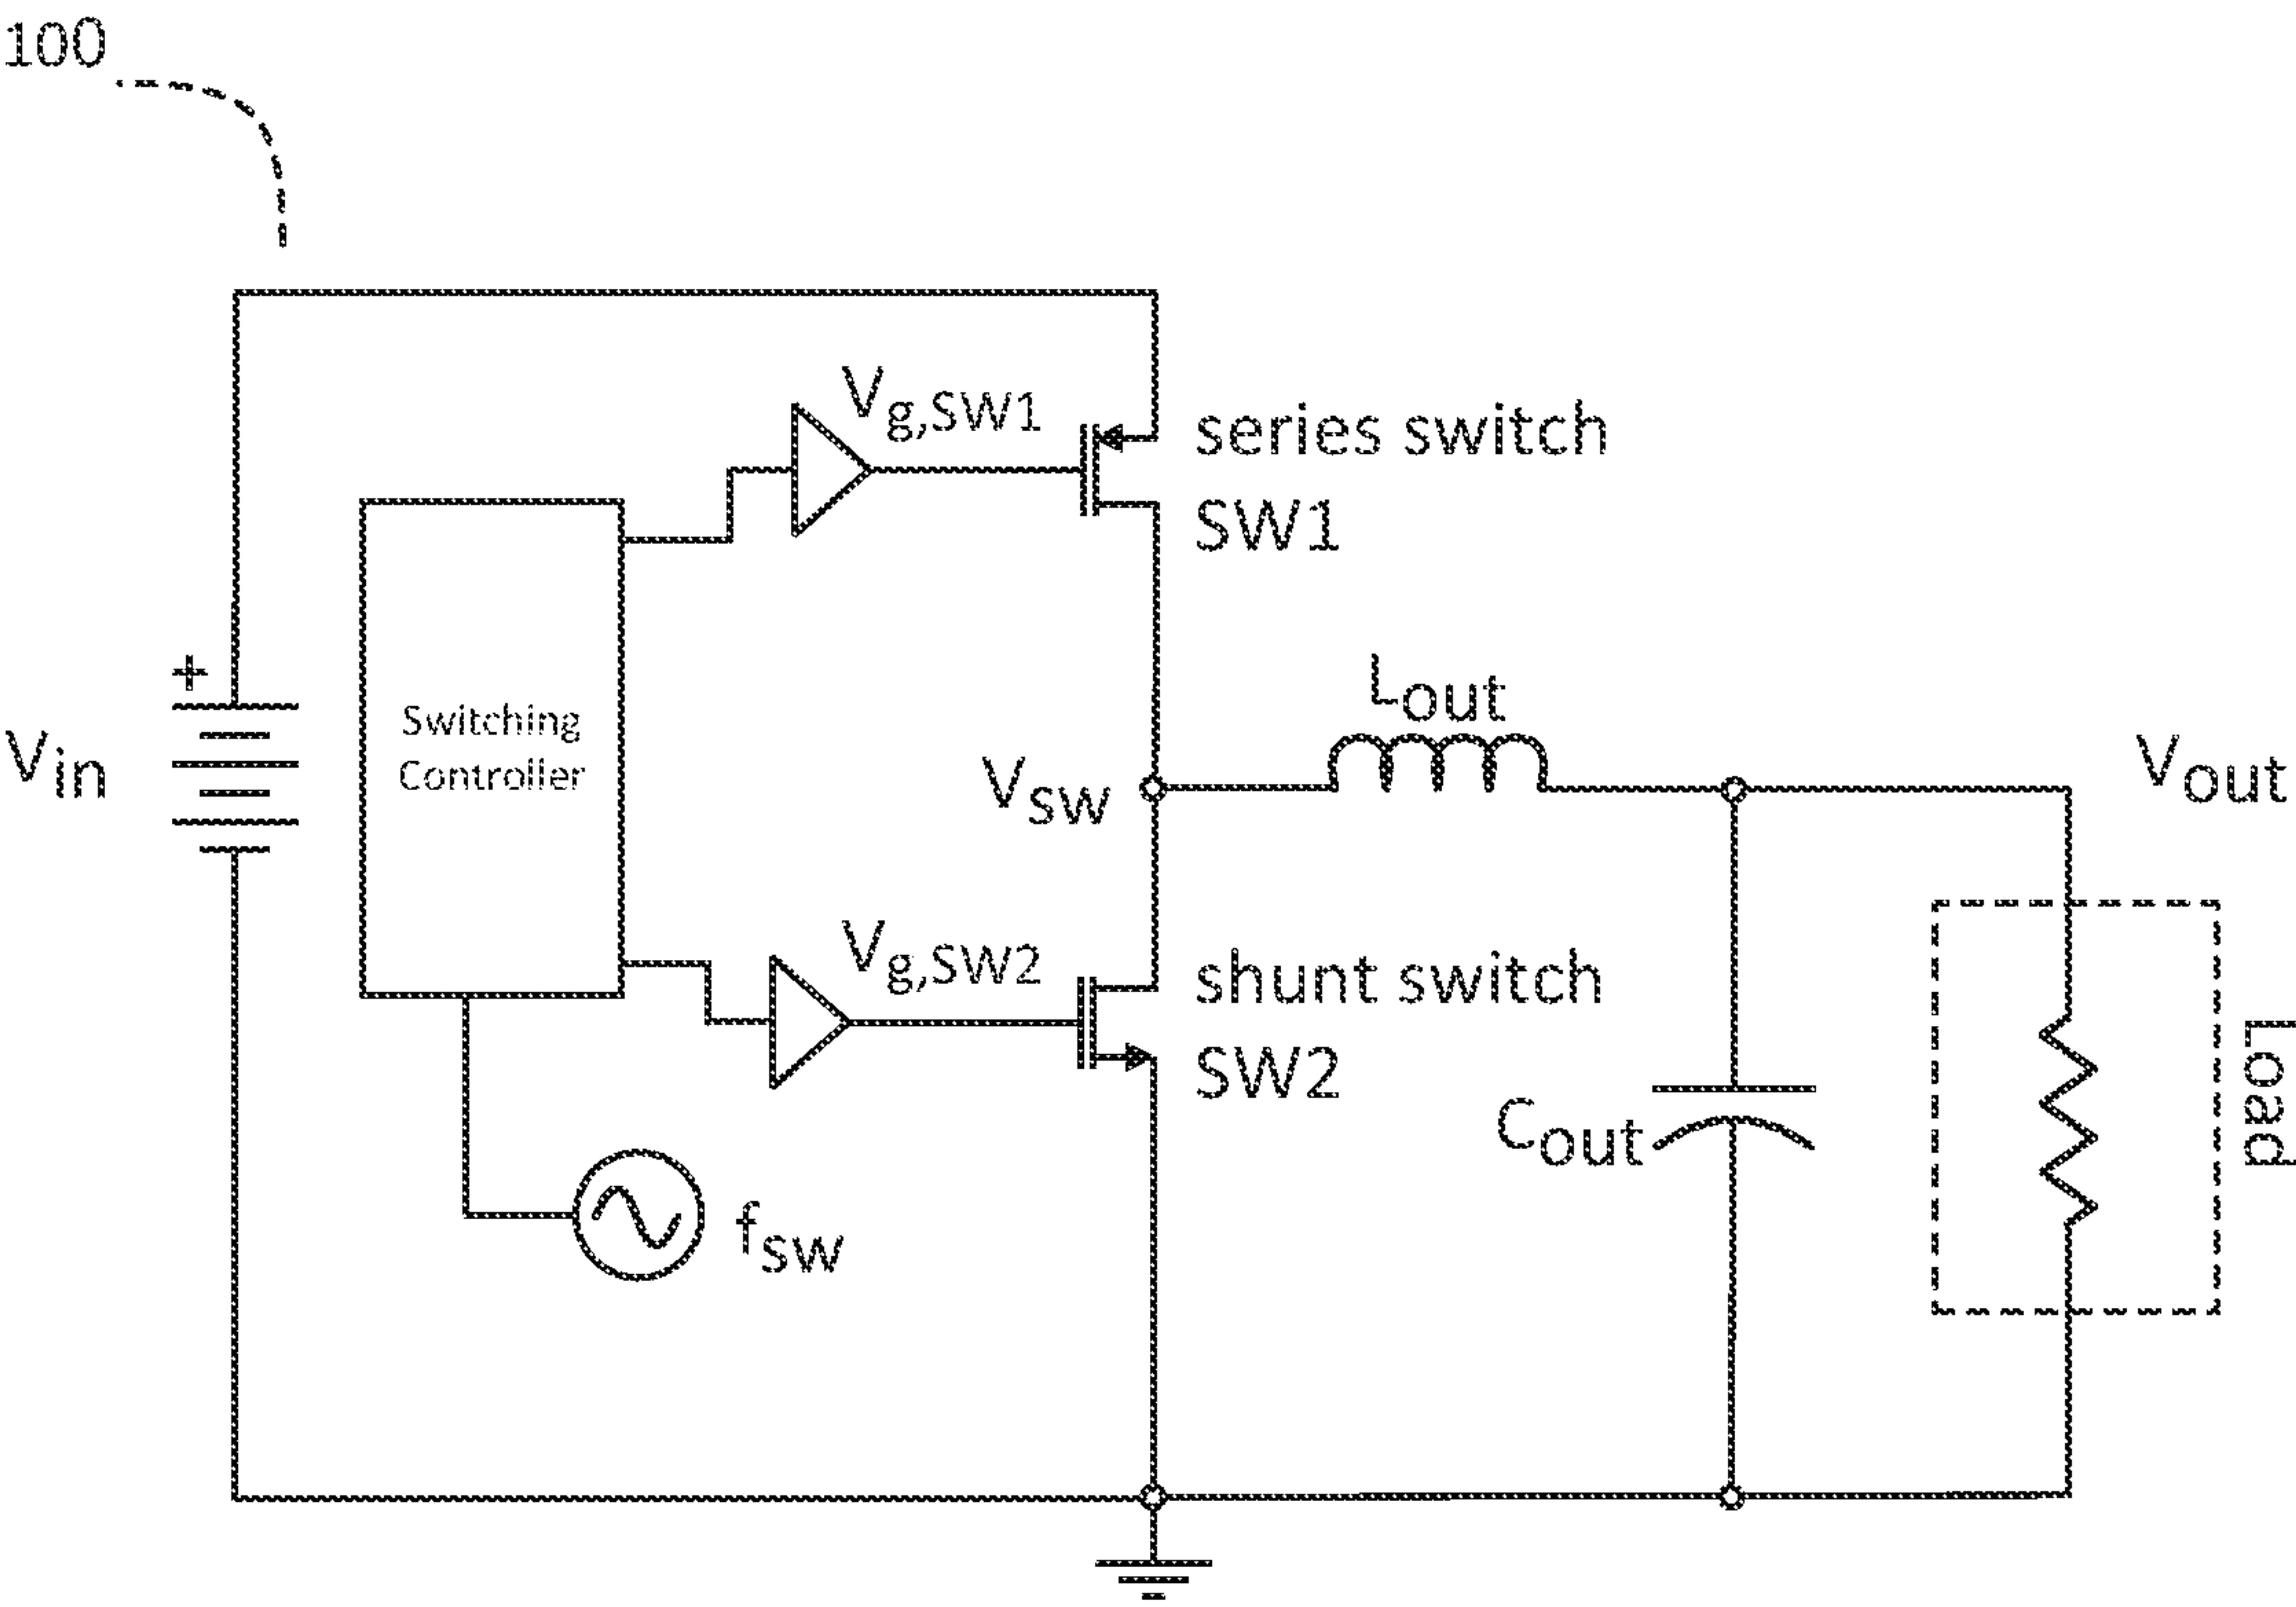 100
Vg,SW1
series switch
SW1
Switching
Controller
+
Vin
Lout
Vsw
Vout
Vg,SW2
shunt switch
SW2
Cout
Load
fsw